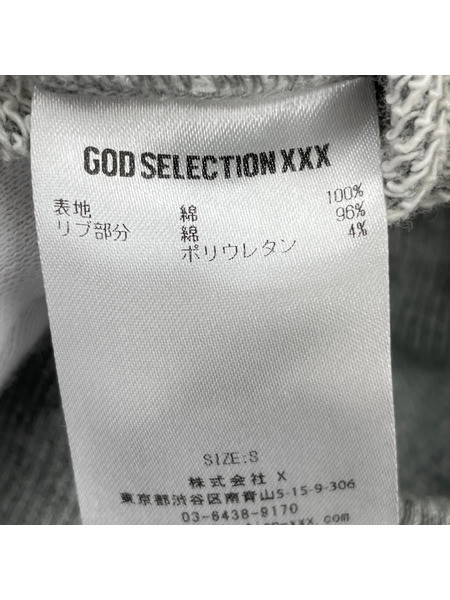 GOD SELECTION XXX
表地 綿 100%
リブ部分 綿 96%
ポリウレタン 4%
SIZE:S
株式会社 X
東京都渋谷区南青山5-15-9-306
03-6438-9170